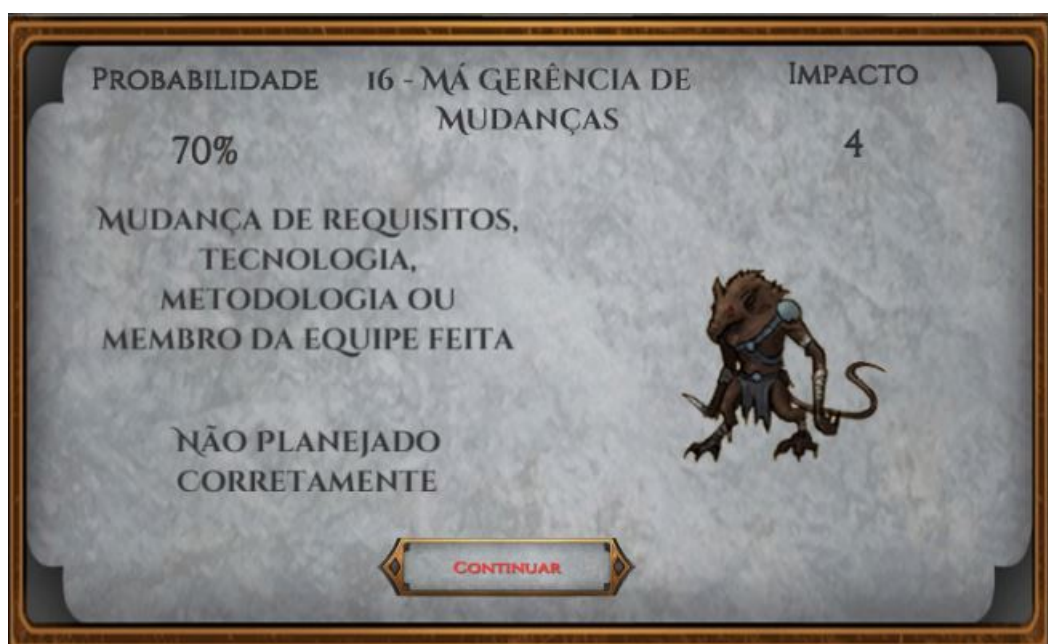 Probabilidade
16 - Má Gerência de
Mudanças
Impacto
70%
4
Mudança de requisitos,
tecnologia,
metodologia ou
membro da equipe feita
Não planejado
corretamente
Continuar